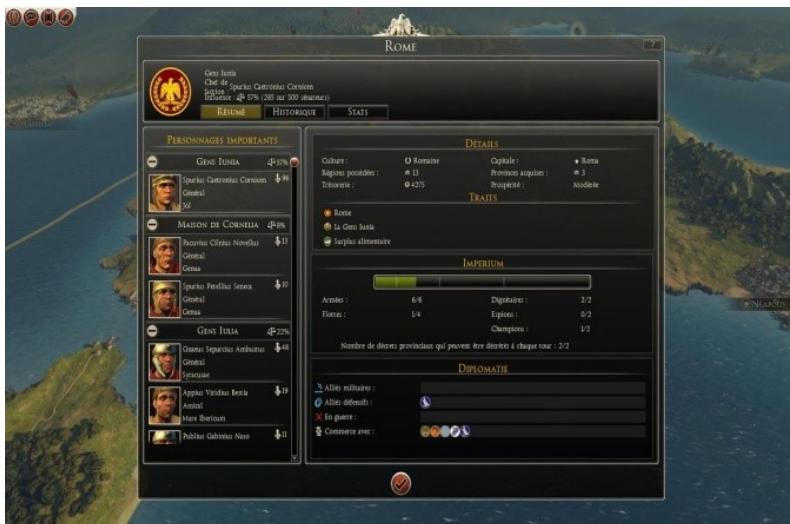 ROME
?
Gens Iunia
Chef de faction : Spurius Caetronius Cornicen
Influence : 57% (285 sur 300 sénateurs)
RÉSUMÉ HISTORIQUE STATS
PERSONNAGES IMPORTANTS
GENS IUNIA 57%
Spurius Caetronius Cornicen 96
Général
Jol
MAISON DE CORNELIA 8%
Pacuvius Cilnius Novellus 13
Général
Genua
Spurius Petellius Seneca 10
Général
Genua
GENS IULIA 22%
Gnaeus Sepurcius Ambustus 48
Général
Syracusae
Appius Viridius Bestia 19
Amiral
Mare Ibericum
Publius Gabinius Naso 11
DÉTAILS
Culture : Romaine Capitale : Roma
Régions possédées : 13 Provinces acquises : 3
Trésorerie : 4275 Prospérité : Modérée
TRAITS
Rome
La Gens Iunia
Surplus alimentaire
IMPERIUM
Armées : 6/6 Dignitaires : 2/2
Flottes : 1/4 Espions : 0/2
Champions : 1/2
Nombre de décrets provinciaux qui peuvent être décrétés à chaque tour : 2/2
DIPLOMATIE
Alliés militaires :
Alliés défensifs :
En guerre :
Commerce avec :
NEAPOLIS